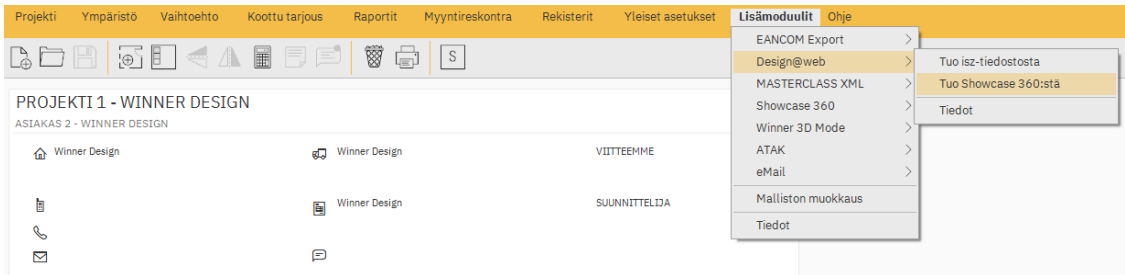 Projekti Ympäristö Vaihtoehto Koottu tarjous Raportit Myyntireskontra Rekisterit Yleiset asetukset Lisämoduulit Ohje
EANCOM Export
Design@web
MASTERCLASS XML
Showcase 360
Winner 3D Mode
ATAK
eMail
Malliston muokkaus
Tiedot
Tuo isz-tiedostosta
Tuo Showcase 360:stä
Tiedot
S
PROJEKTI 1 - WINNER DESIGN
ASIAKAS 2 - WINNER DESIGN
Winner Design Winner Design VIITTEEMME
Winner Design SUUNNITTELIJA